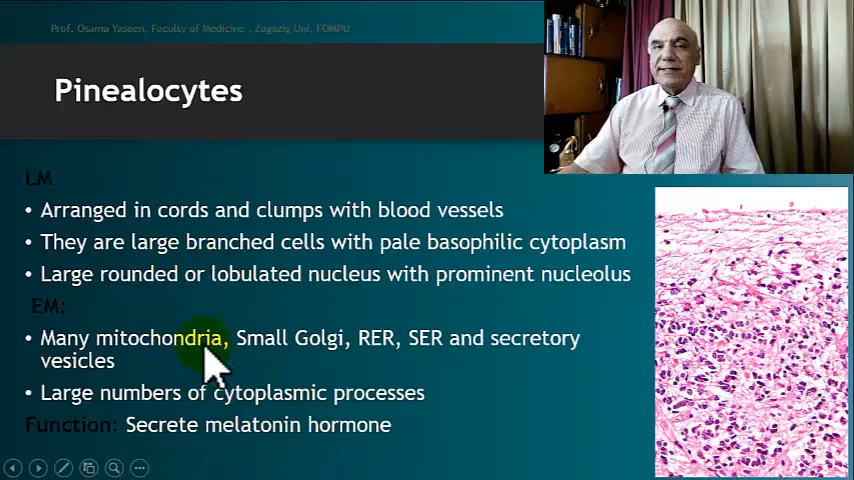 Prof. Osama Yaseen, Faculty of Medicine , Zagazig Uni, FOMPU
Pinealocytes
LM
• Arranged in cords and clumps with blood vessels
• They are large branched cells with pale basophilic cytoplasm
• Large rounded or lobulated nucleus with prominent nucleolus
EM:
• Many mitochondria, Small Golgi, RER, SER and secretory
vesicles
• Large numbers of cytoplasmic processes
Function: Secrete melatonin hormone